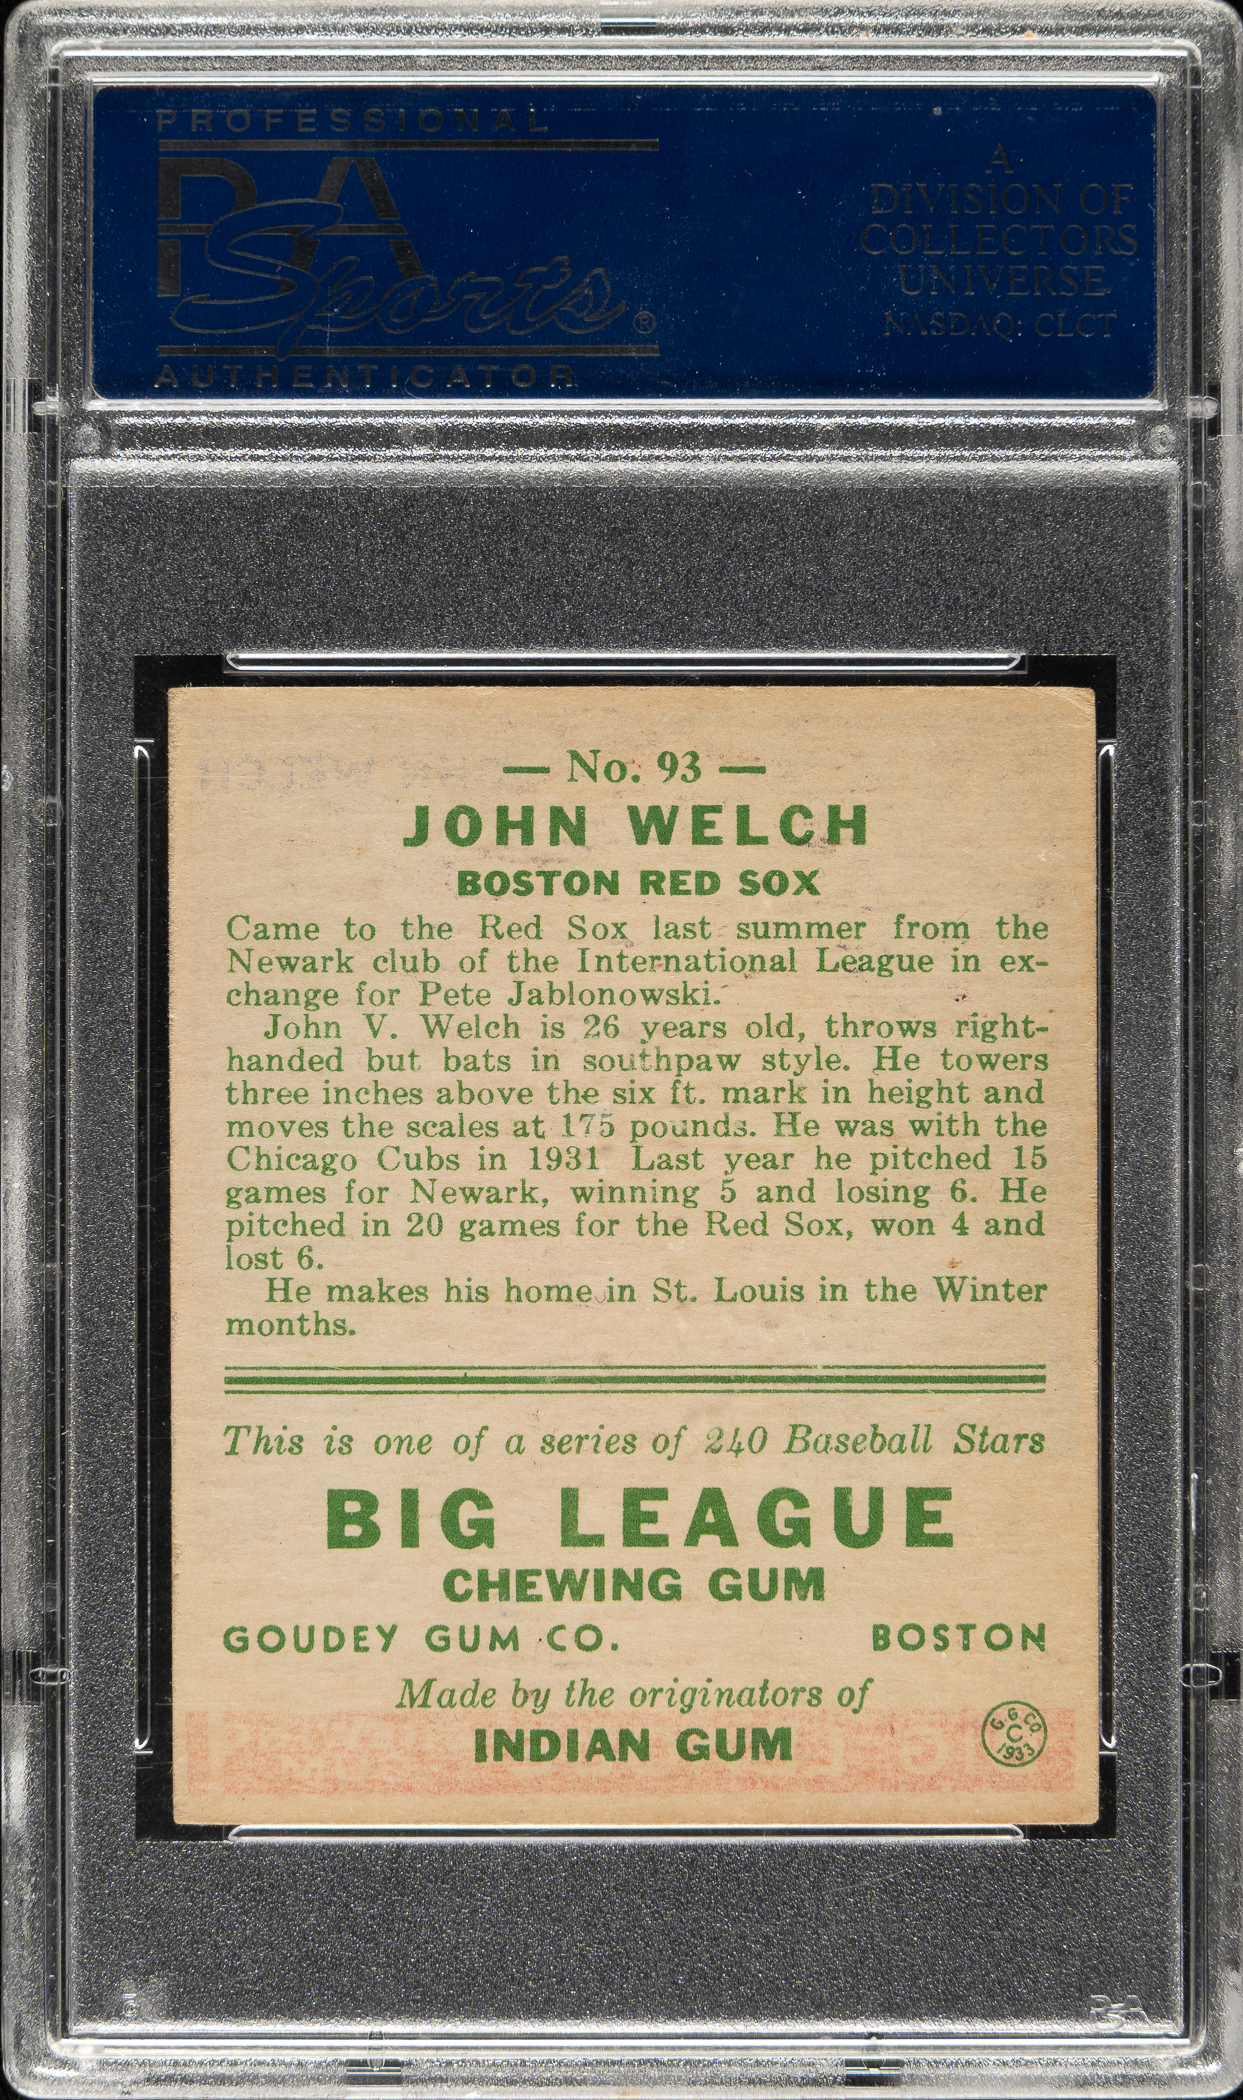 PROFESSIONAL
PSA
Sports®
AUTHENTICATOR
A
DIVISION OF
COLLECTORS
UNIVERSE
NASDAQ: CLCT
— No. 93 —
JOHN WELCH
BOSTON RED SOX
Came to the Red Sox last summer from the
Newark club of the International League in ex-
change for Pete Jablonowski.
John V. Welch is 26 years old, throws right-
handed but bats in southpaw style. He towers
three inches above the six ft. mark in height and
moves the scales at 175 pounds. He was with the
Chicago Cubs in 1931 Last year he pitched 15
games for Newark, winning 5 and losing 6. He
pitched in 20 games for the Red Sox, won 4 and
lost 6.
He makes his home in St. Louis in the Winter
months.
This is one of a series of 240 Baseball Stars
BIG LEAGUE
CHEWING GUM
GOUDEY GUM CO. BOSTON
Made by the originators of
INDIAN GUM
G.G.CO.
C
1933
PSA